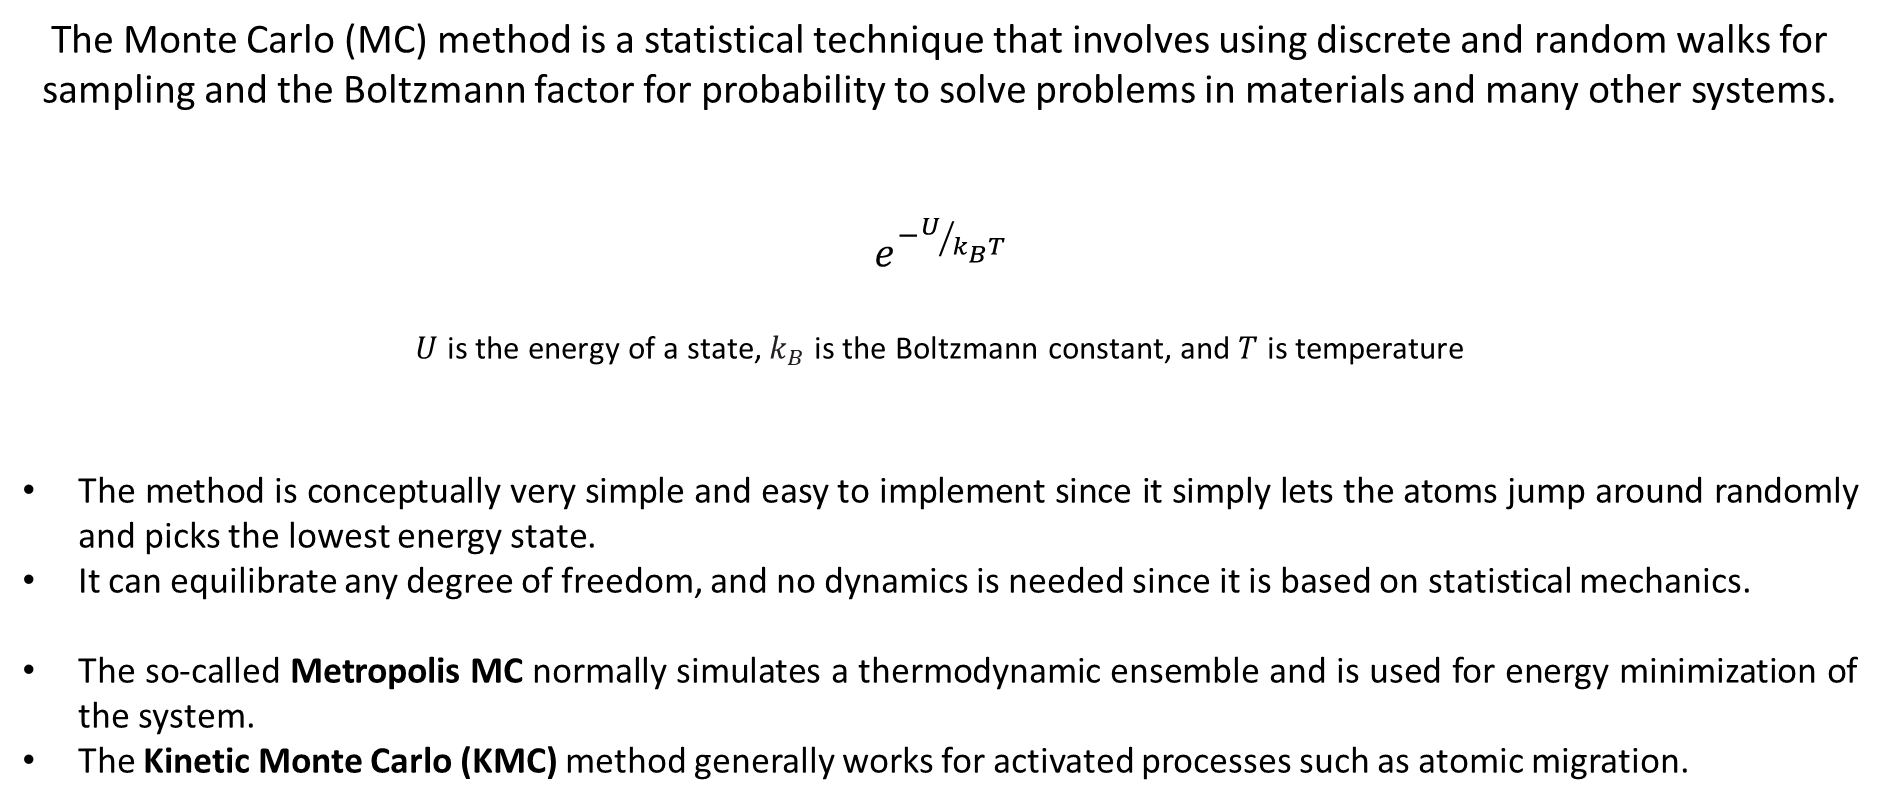 The Monte Carlo (MC) method is a statistical technique that involves using discrete and random walks for
sampling and the Boltzmann factor for probability to solve problems in materials and many other systems.
e^{-U/k_BT}
U is the energy of a state, k_B is the Boltzmann constant, and T is temperature
• The method is conceptually very simple and easy to implement since it simply lets the atoms jump around randomly
and picks the lowest energy state.
• It can equilibrate any degree of freedom, and no dynamics is needed since it is based on statistical mechanics.
• The so-called Metropolis MC normally simulates a thermodynamic ensemble and is used for energy minimization of
the system.
• The Kinetic Monte Carlo (KMC) method generally works for activated processes such as atomic migration.